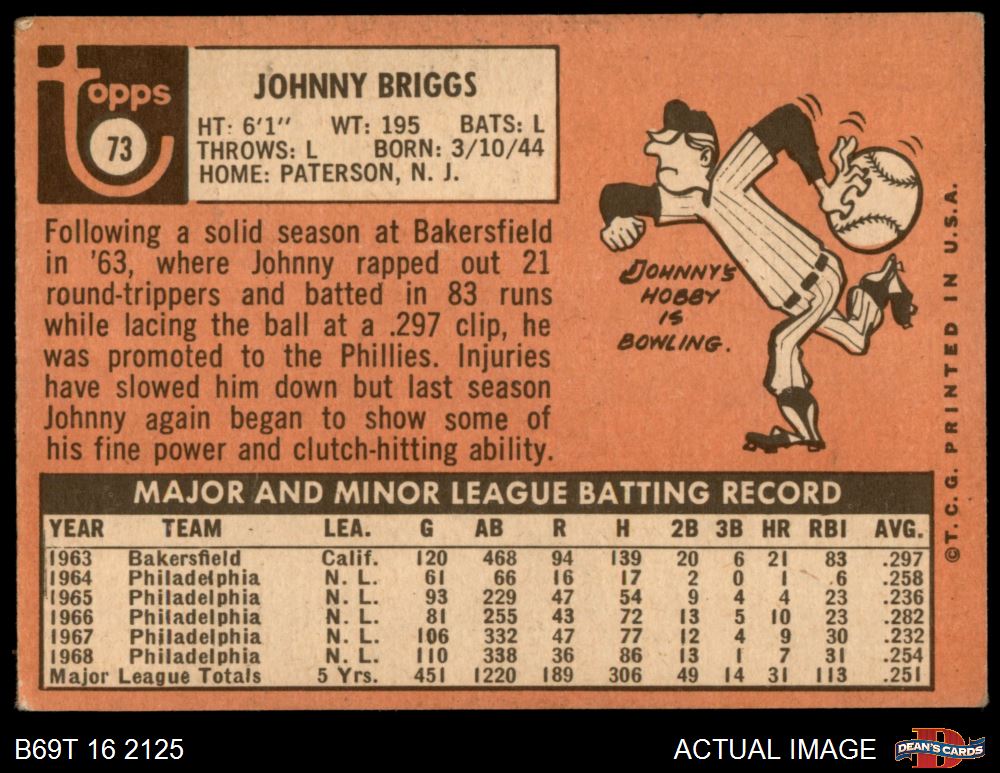 Topps
73
JOHNNY BRIGGS
HT: 6'1" WT: 195 BATS: L
THROWS: L BORN: 3/10/44
HOME: PATERSON, N. J.
Following a solid season at Bakersfield
in '63, where Johnny rapped out 21
round-trippers and batted in 83 runs
while lacing the ball at a .297 clip, he
was promoted to the Phillies. Injuries
have slowed him down but last season
Johnny again began to show some of
his fine power and clutch-hitting ability.
JOHNNY'S
HOBBY
IS
BOWLING.
©T. C. G. PRINTED IN U.S.A.
MAJOR AND MINOR LEAGUE BATTING RECORD
YEAR TEAM LEA. G AB R H 2B 3B HR RBI AVG.
1963 Bakersfield Calif. 120 468 94 139 20 6 21 83 .297
1964 Philadelphia N. L. 61 66 16 17 2 0 1 6 .258
1965 Philadelphia N. L. 93 229 47 54 9 4 4 23 .236
1966 Philadelphia N. L. 81 255 43 72 13 5 10 23 .282
1967 Philadelphia N. L. 106 332 47 77 12 4 9 30 .232
1968 Philadelphia N. L. 110 338 36 86 13 1 7 31 .254
Major League Totals 5 Yrs. 451 1220 189 306 49 14 31 113 .251
B69T 16 2125 ACTUAL IMAGE
D
DEAN'S CARDS